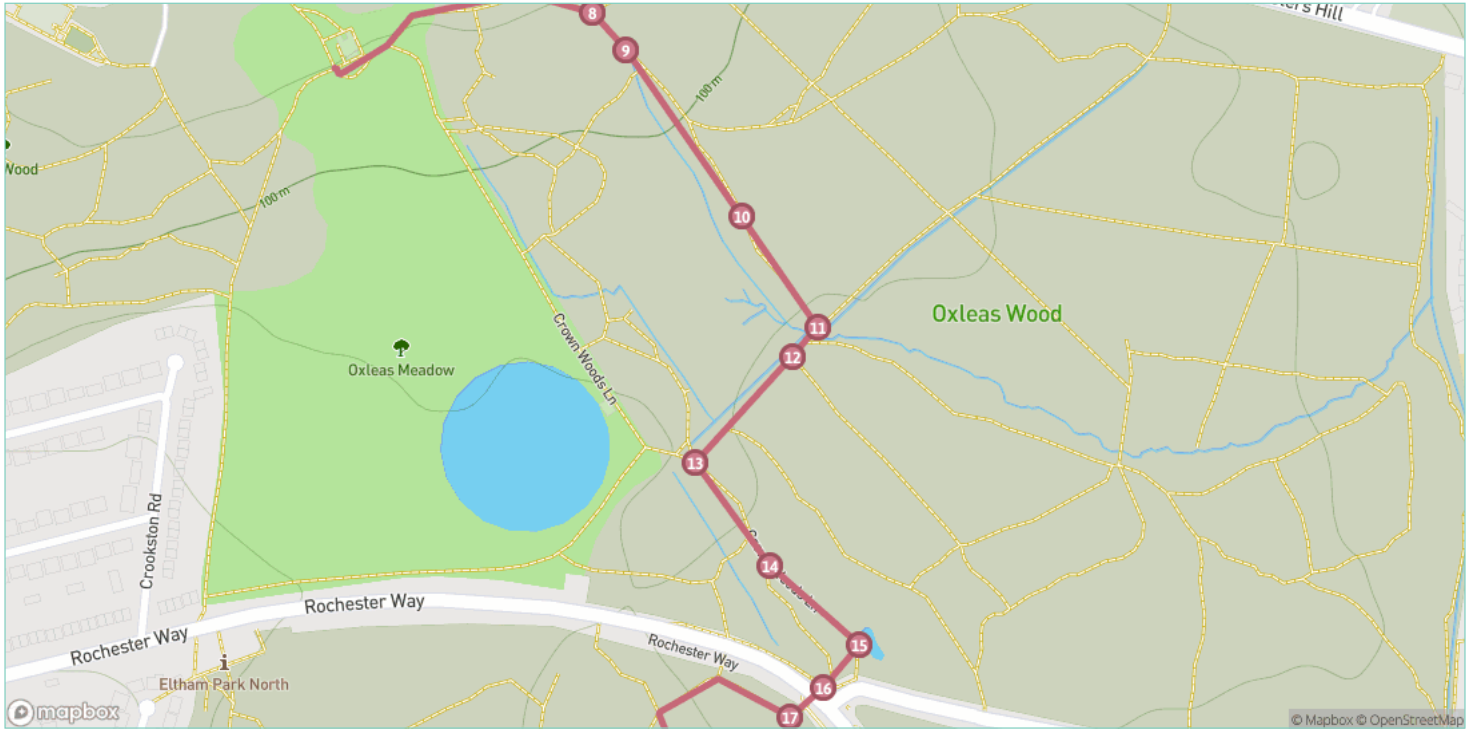 8
9
100 m
Wood
100 m
10
11
Oxleas Wood
12
Oxleas Meadow
Crown Woods Ln
13
Crookston Rd
14
Rochester Way
Rochester Way
Rochester Way
15
Eltham Park North
16
17
mapbox
© Mapbox © OpenStreetMap